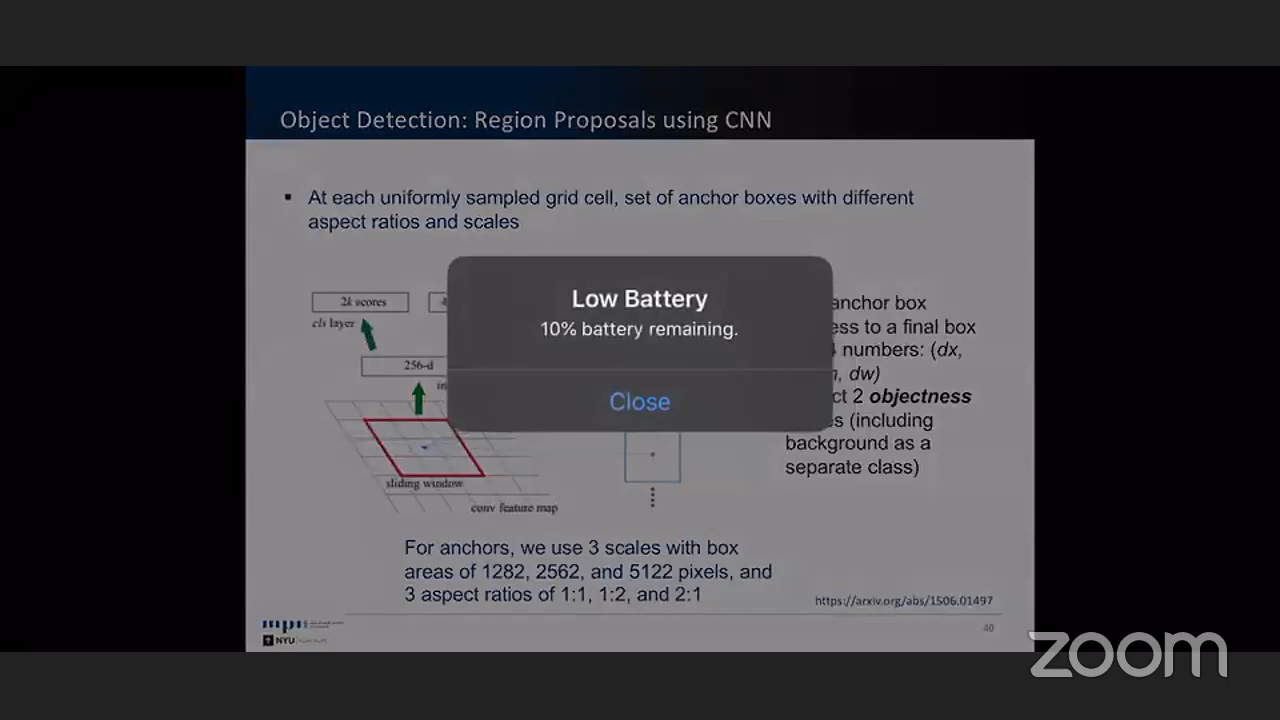 Object Detection: Region Proposals using CNN
▪ At each uniformly sampled grid cell, set of anchor boxes with different
aspect ratios and scales
Low Battery
10% battery remaining.
Close
2k scores
cls layer
256-d
sliding window
conv feature map
anchor box
to a final box
numbers: (dx,
dw)
2 objectness
(including
background as a
separate class)
For anchors, we use 3 scales with box
areas of 1282, 2562, and 5122 pixels, and
3 aspect ratios of 1:1, 1:2, and 2:1
https://arxiv.org/abs/1506.01497
40
NYU
zoom